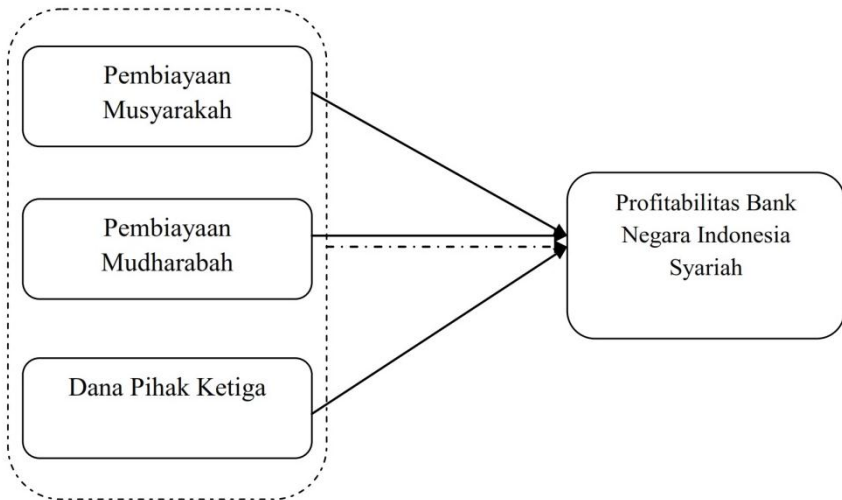 Pembiayaan
Musyarakah
Pembiayaan
Mudharabah
Dana Pihak Ketiga
Profitabilitas Bank
Negara Indonesia
Syariah